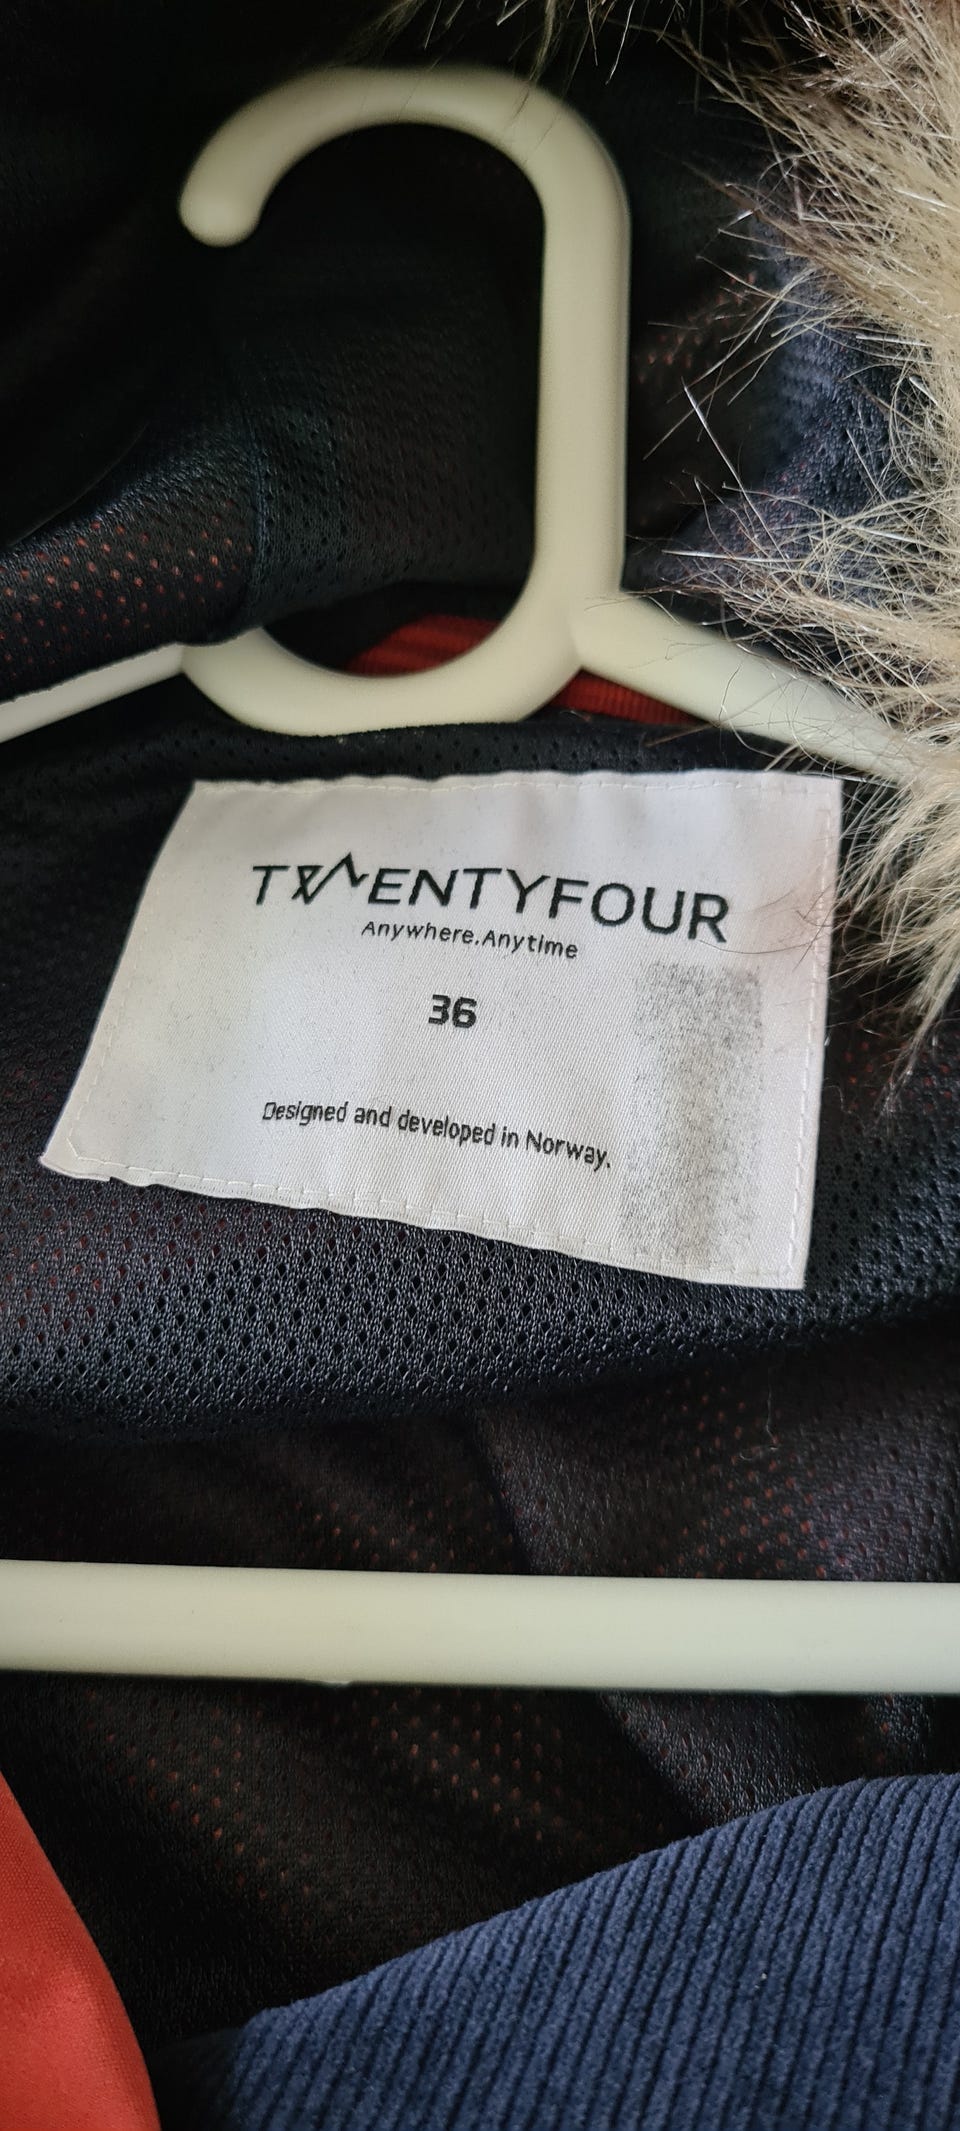 TWENTYFOUR
Anywhere.Anytime
36
Designed and developed in Norway.